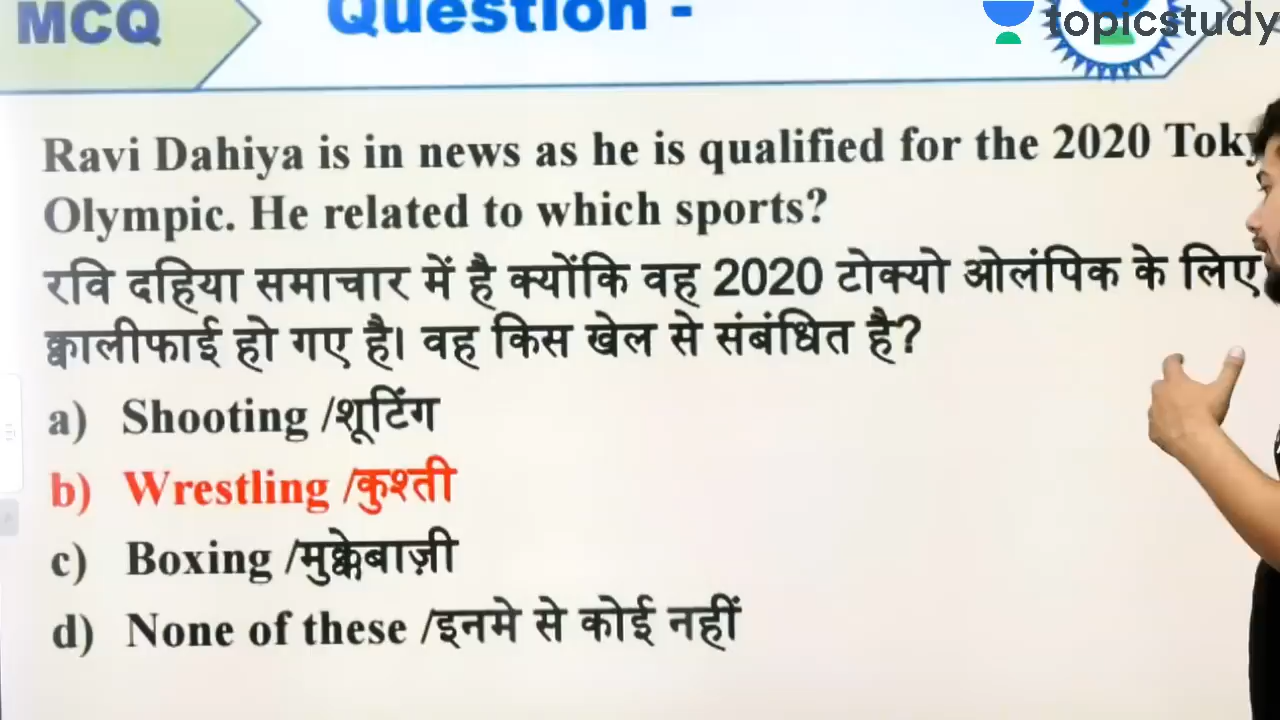 MCQ Question -
topicstudy
Ravi Dahiya is in news as he is qualified for the 2020
Olympic. He related to which sports?
रवि दहिया समाचार में है क्योंकि वह 2020 टोक्यो ओलंपिक के लिए
क्वालीफाई हो गए है। वह किस खेल से संबंधित है?
a) Shooting /शूटिंग
b) Wrestling /कुश्ती
c) Boxing /मुक्केबाज़ी
d) None of these /इनमे से कोई नहीं